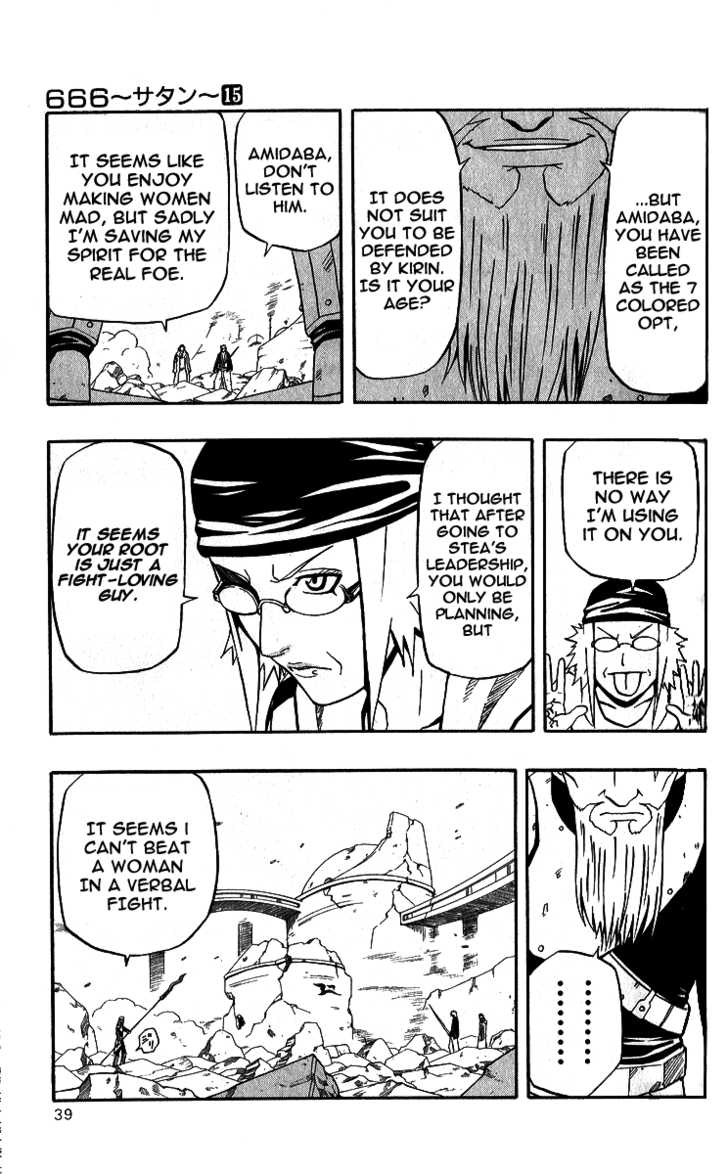 666～サタン～15
...BUT
AMIDABA,
YOU HAVE
BEEN
CALLED
AS THE 7
COLORED
OPT,
IT DOES
NOT SUIT
YOU TO BE
DEFENDED
BY KIRIN.
IS IT YOUR
AGE?
AMIDABA,
DON'T
LISTEN TO
HIM.
IT SEEMS LIKE
YOU ENJOY
MAKING WOMEN
MAD, BUT SADLY
I'M SAVING MY
SPIRIT FOR THE
REAL FOE.
THERE IS
NO WAY
I'M USING
IT ON YOU.
I THOUGHT
THAT AFTER
GOING TO
STEA'S
LEADERSHIP,
YOU WOULD
ONLY BE
PLANNING,
BUT
IT SEEMS
YOUR ROOT
IS JUST A
FIGHT-LOVING
GUY.
IT SEEMS I
CAN'T BEAT
A WOMAN
IN A VERBAL
FIGHT.
39